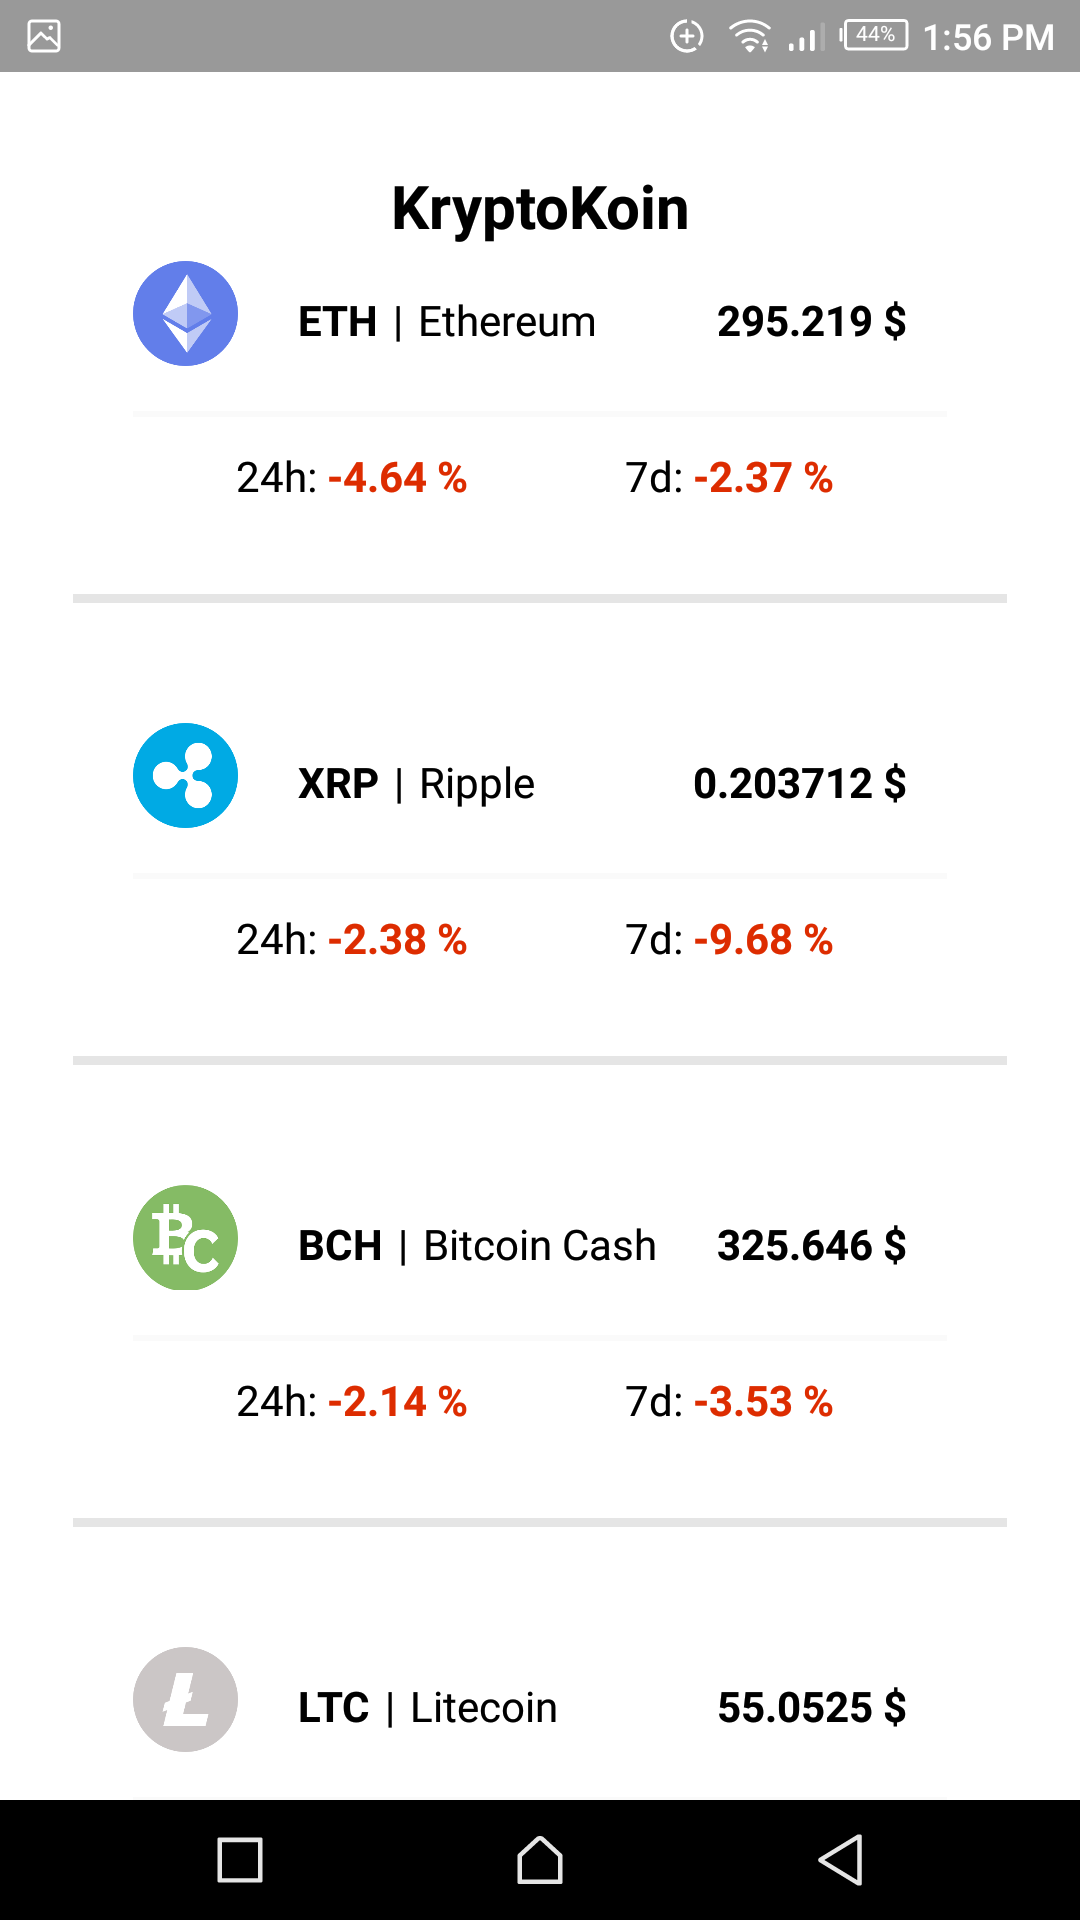 44% 1:56 PM
KryptoKoin
ETH | Ethereum 295.219 $
24h: -4.64 % 7d: -2.37 %
XRP | Ripple 0.203712 $
24h: -2.38 % 7d: -9.68 %
BCH | Bitcoin Cash 325.646 $
24h: -2.14 % 7d: -3.53 %
LTC | Litecoin 55.0525 $